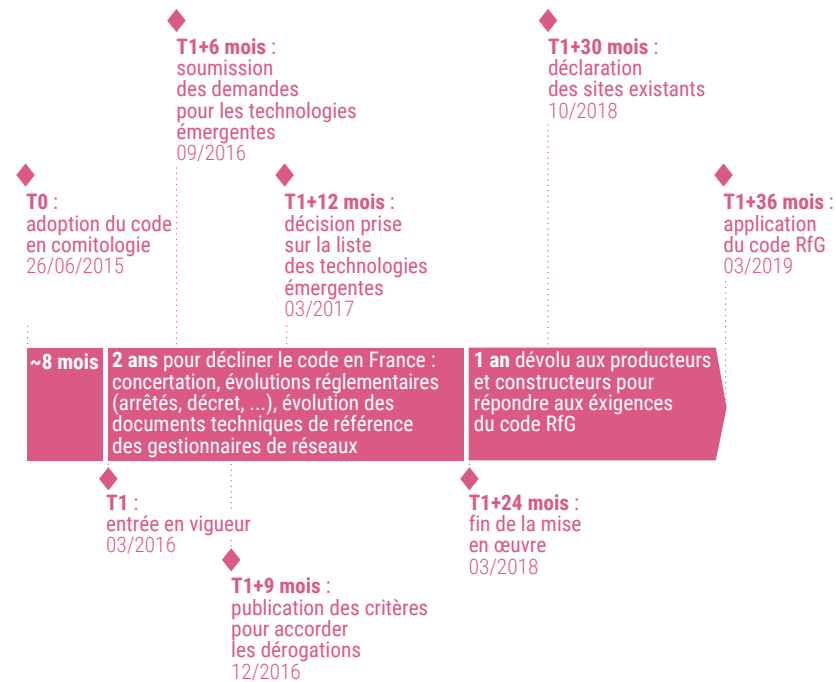 T1+6 mois :
soumission
des demandes
pour les technologies
émergentes
09/2016
T1+30 mois :
déclaration
des sites existants
10/2018
T0 :
adoption du code
en comitologie
26/06/2015
T1+12 mois :
décision prise
sur la liste
des technologies
émergentes
03/2017
T1+36 mois :
application
du code RfG
03/2019
~8 mois
2 ans pour décliner le code en France :
concertation, évolutions réglementaires
(arrêtés, décret, ...), évolution des
documents techniques de référence
des gestionnaires de réseaux
1 an dévolu aux producteurs
et constructeurs pour
répondre aux éxigences
du code RfG
T1 :
entrée en vigueur
03/2016
T1+24 mois :
fin de la mise
en œuvre
03/2018
T1+9 mois :
publication des critères
pour accorder
les dérogations
12/2016